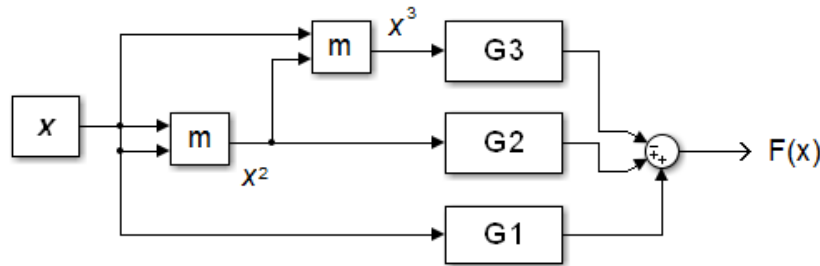 x³
m
G3
x
m
G2
x²
−
+
+
F(x)
G1